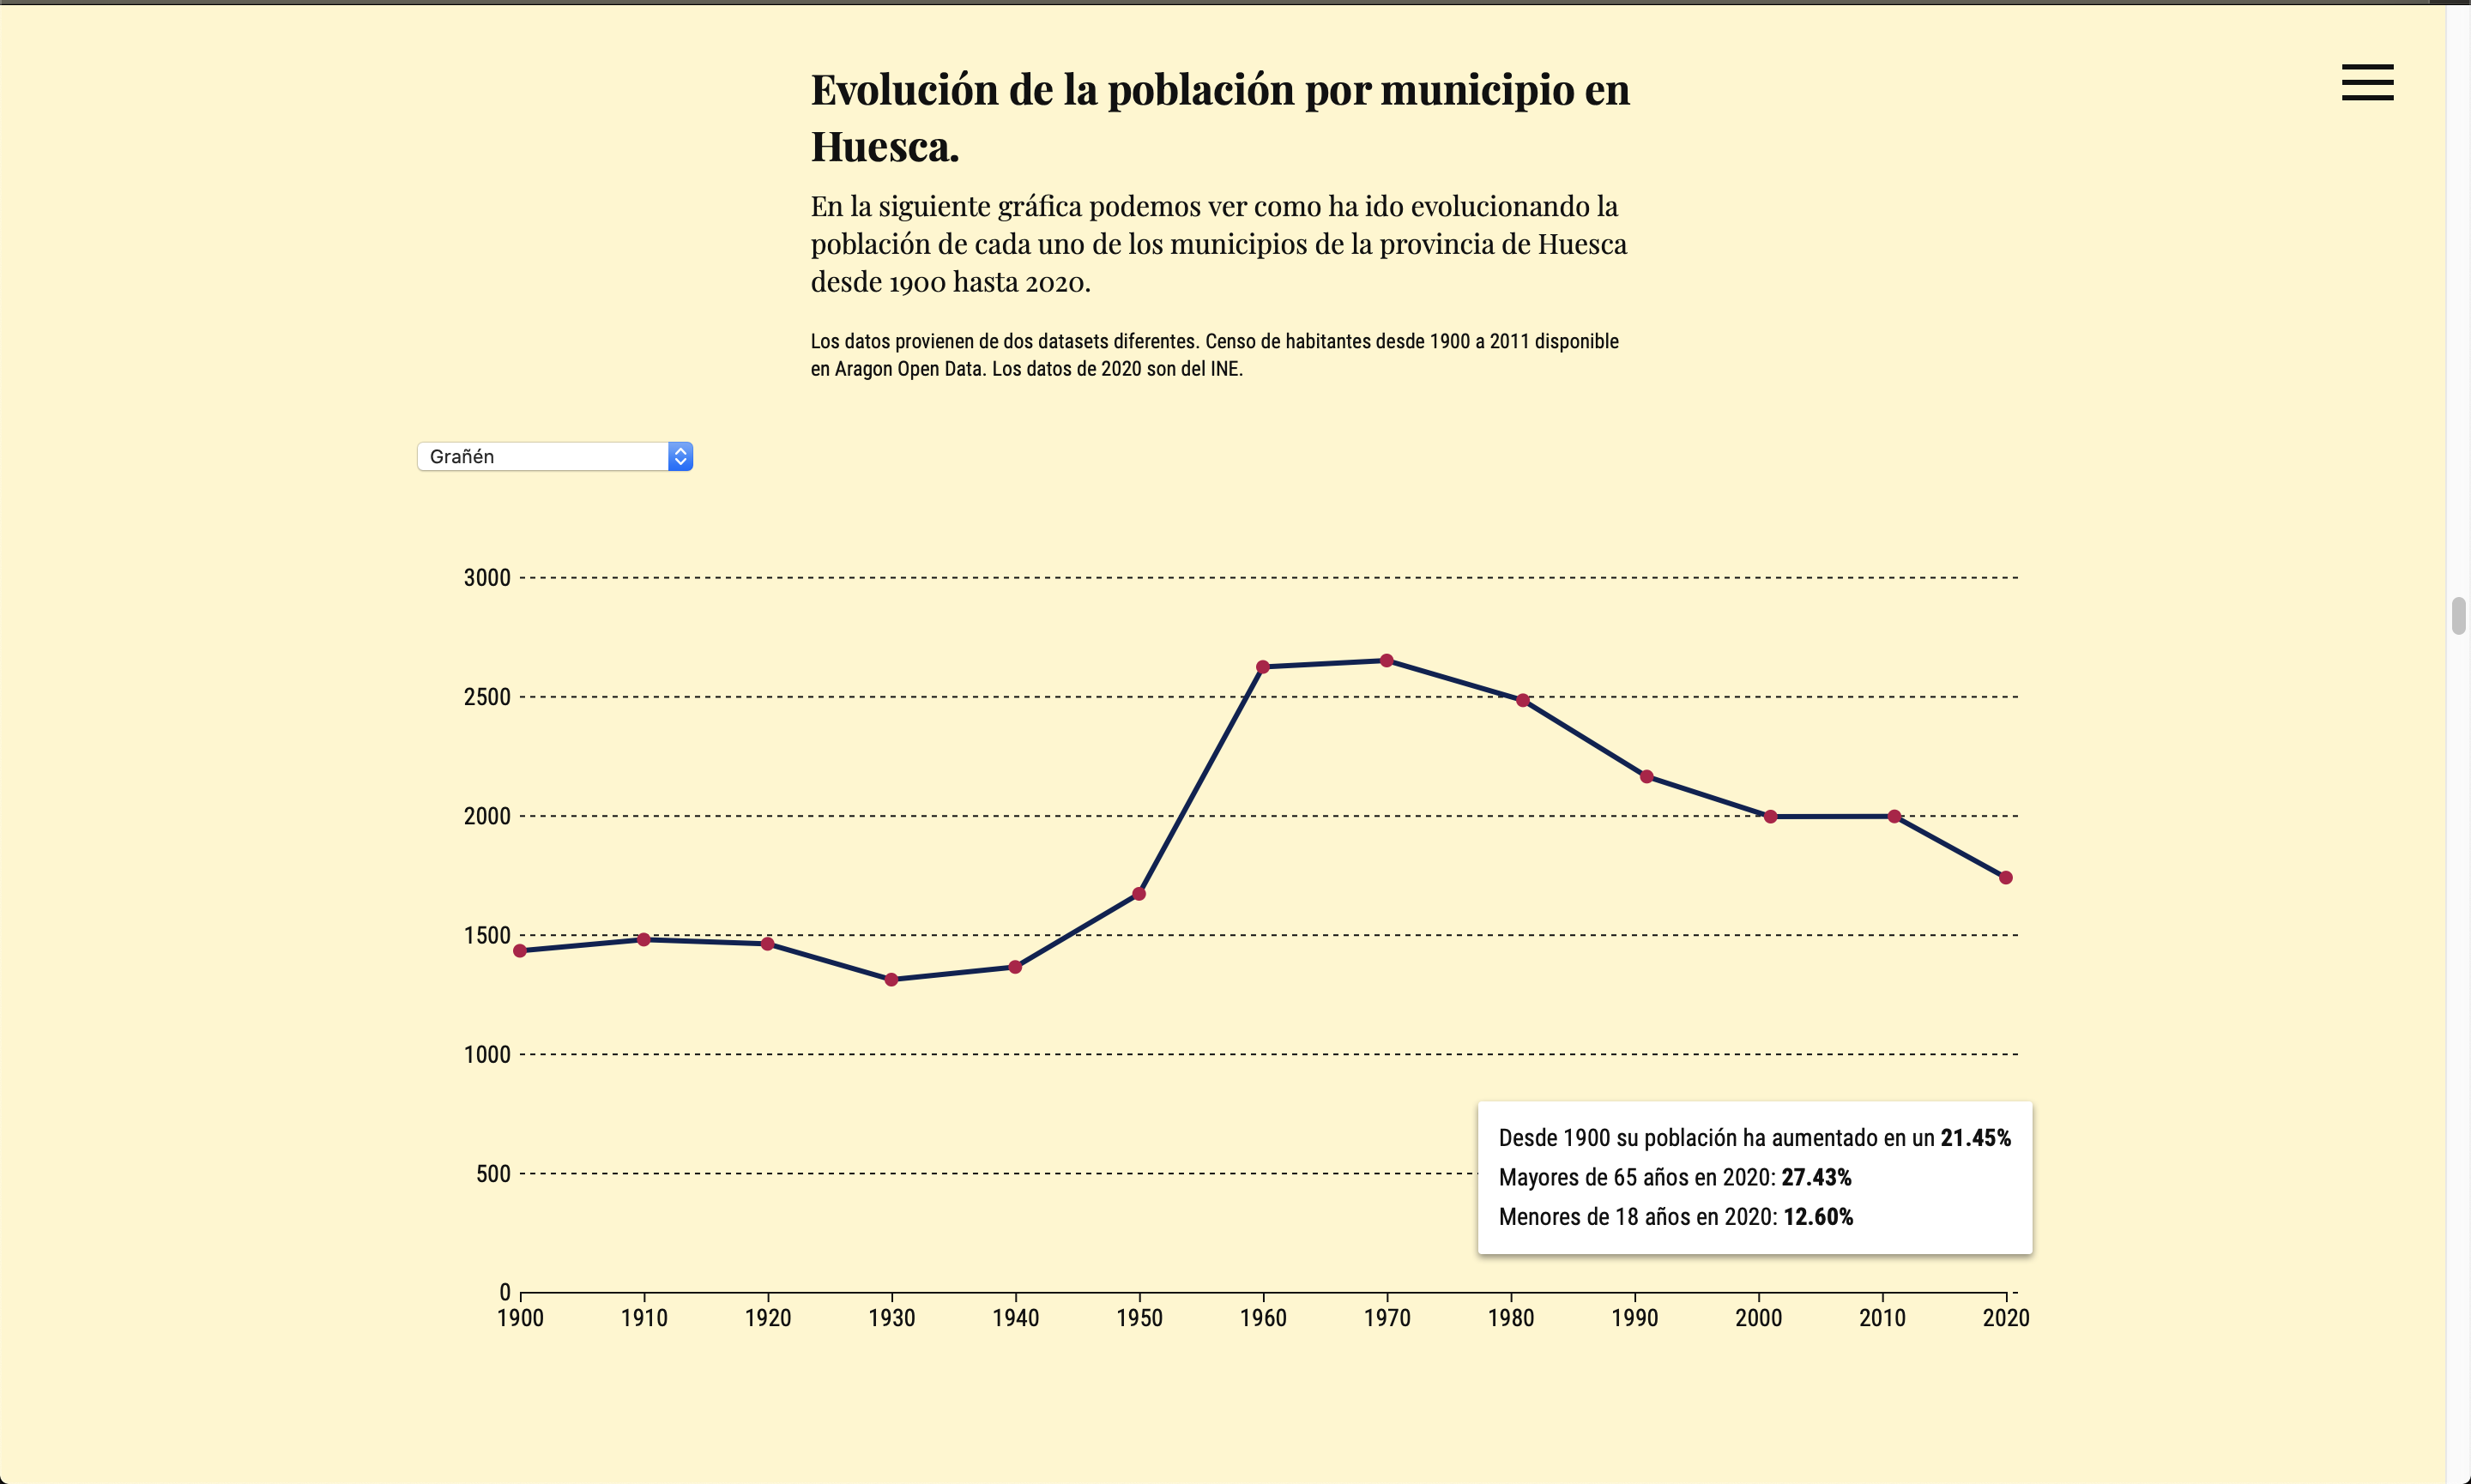 Evolución de la población por municipio en
Huesca.
En la siguiente gráfica podemos ver como ha ido evolucionando la
población de cada uno de los municipios de la provincia de Huesca
desde 1900 hasta 2020.
Los datos provienen de dos datasets diferentes. Censo de habitantes desde 1900 a 2011 disponible
en Aragon Open Data. Los datos de 2020 son del INE.
Grañén
3000
2500
2000
1500
1000
500
0
Desde 1900 su población ha aumentado en un 21.45%
Mayores de 65 años en 2020: 27.43%
Menores de 18 años en 2020: 12.60%
1900 1910 1920 1930 1940 1950 1960 1970 1980 1990 2000 2010 2020